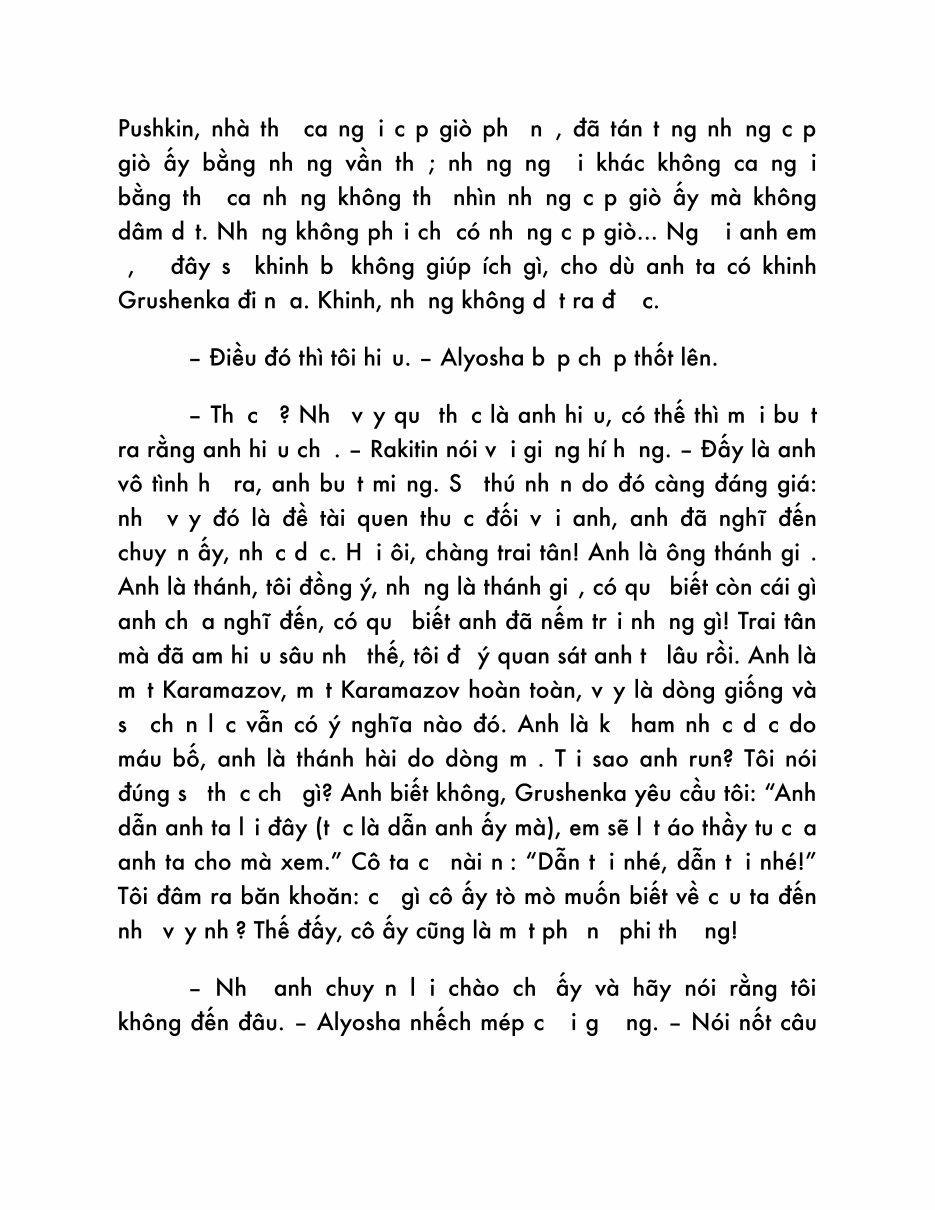 Pushkin, nhà th ca ng i c p giò ph n , đã tán t ng nh ng c p
giò ấy bằng nh ng vần th ; nh ng ng i khác không ca ng i
bằng th ca nh ng không th nhìn nh ng c p giò ấy mà không
dâm d t. Nh ng không ph i ch có nh ng c p giò... Ng i anh em
, đây s khinh b không giúp ích gì, cho dù anh ta có khinh
Grushenka đi n a. Khinh, nh ng không d t ra đ c.
– Điều đó thì tôi hi u. – Alyosha b p ch p thốt lên.
– Th c ? Nh v y qu th c là anh hi u, có thế thì m i bu t
ra rằng anh hi u ch . – Rakitin nói v i gi ng hí h ng. – Đấy là anh
vô tình h ra, anh bu t mi ng. S thú nh n do đó càng đáng giá:
nh v y đó là đề tài quen thu c đối v i anh, anh đã nghĩ đến
chuy n ấy, nh c d c. H i ôi, chàng trai tân! Anh là ông thánh gi .
Anh là thánh, tôi đồng ý, nh ng là thánh gi , có qu biết còn cái gì
anh ch a nghĩ đến, có qu biết anh đã nếm tr i nh ng gì! Trai tân
mà đã am hi u sâu nh thế, tôi đ ý quan sát anh t lâu rồi. Anh là
m t Karamazov, m t Karamazov hoàn toàn, v y là dòng giống và
s ch n l c vẫn có ý nghĩa nào đó. Anh là k ham nh c d c do
máu bố, anh là thánh hài do dòng m . T i sao anh run? Tôi nói
đúng s th c ch gì? Anh biết không, Grushenka yêu cầu tôi: “Anh
dẫn anh ta l i đây (t c là dẫn anh ấy mà), em sẽ l t áo thầy tu c a
anh ta cho mà xem.” Cô ta c nài n : “Dẫn t i nhé, dẫn t i nhé!”
Tôi đâm ra băn khoăn: c gì cô ấy tò mò muốn biết về c u ta đến
nh v y nh ? Thế đấy, cô ấy cũng là m t ph n phi th ng!
– Nh anh chuy n l i chào ch ấy và hãy nói rằng tôi
không đến đâu. – Alyosha nhếch mép c i g ng. – Nói nốt câu